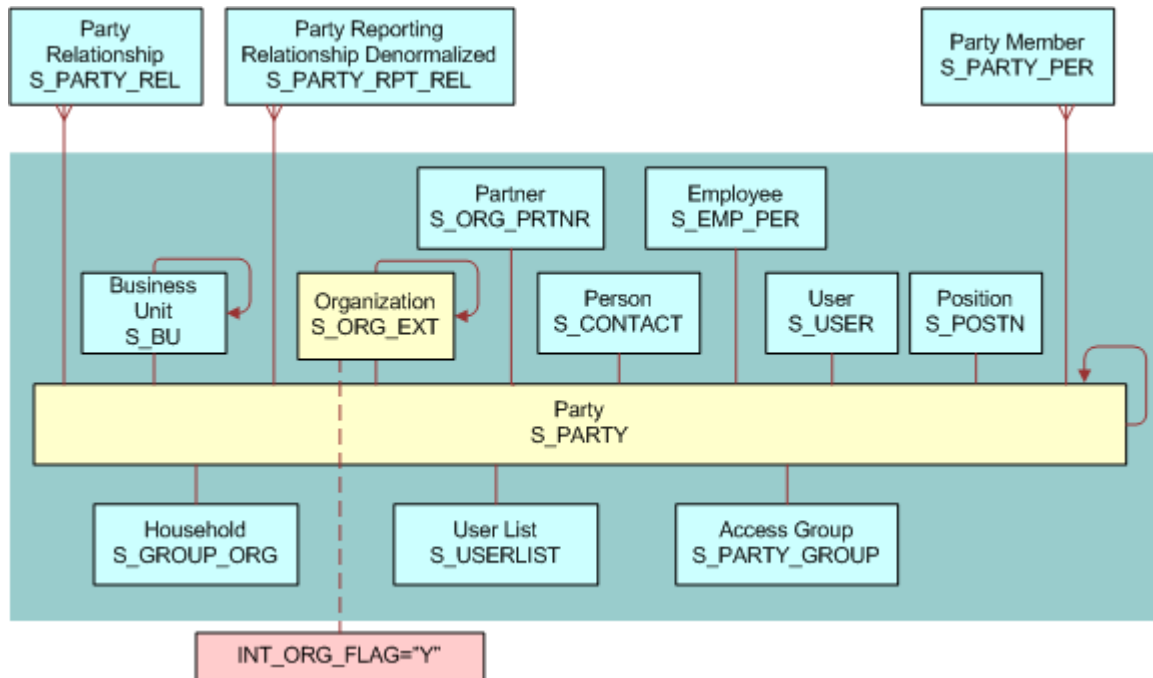 Party
Relationship
S_PARTY_REL
Party Reporting
Relationship Denormalized
S_PARTY_RPT_REL
Party Member
S_PARTY_PER
Partner
S_ORG_PRTNR
Employee
S_EMP_PER
Business
Unit
S_BU
Organization
S_ORG_EXT
Person
S_CONTACT
User
S_USER
Position
S_POSTN
Party
S_PARTY
Household
S_GROUP_ORG
User List
S_USERLIST
Access Group
S_PARTY_GROUP
INT_ORG_FLAG="Y"